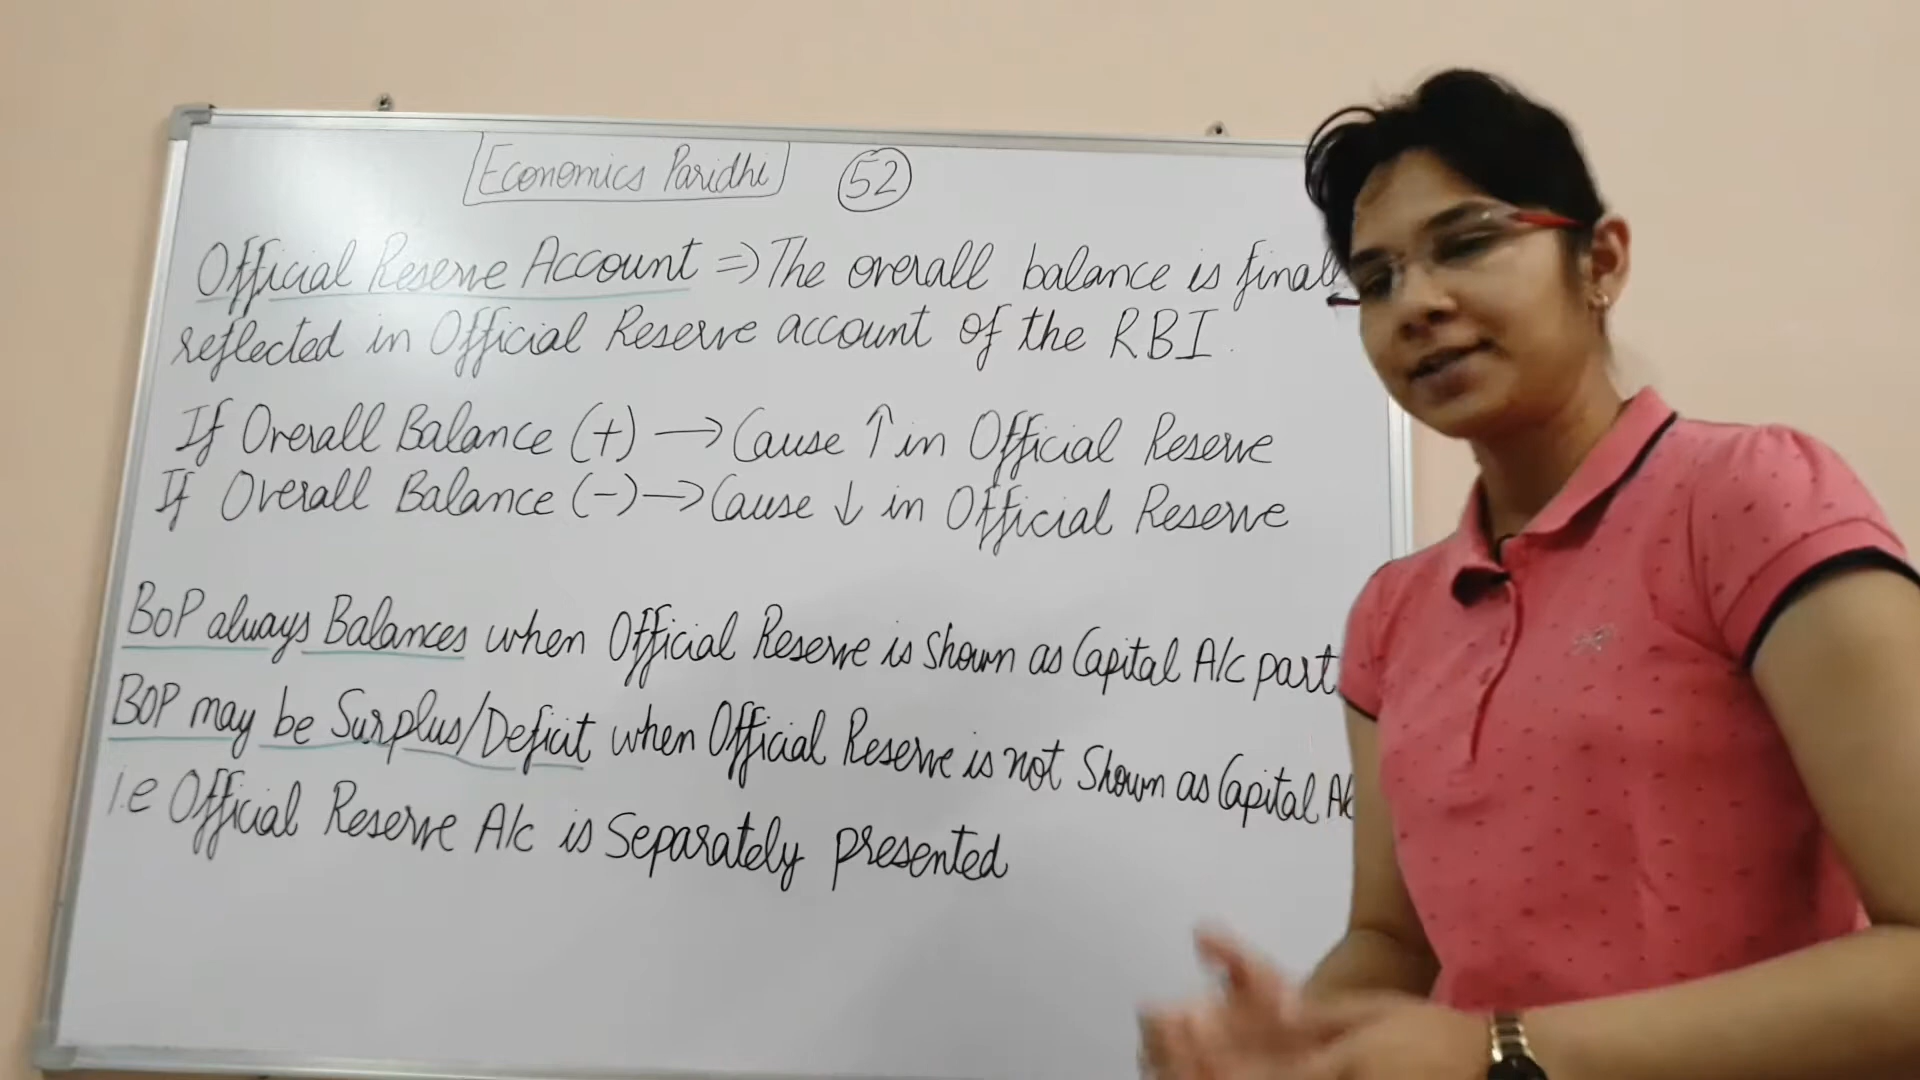 Economics Paridhi 52
Official Reserve Account => The overall balance is final
reflected in Official Reserve account of the RBI.
If Overall Balance (+) → Cause ↑ in Official Reserve
If Overall Balance (-) → Cause ↓ in Official Reserve
BoP always Balances when Official Reserve is Shown as Capital A/c part
BOP may be Surplus/Deficit when Official Reserve is not Shown as Capital A/c
i.e Official Reserve A/c is Separately presented